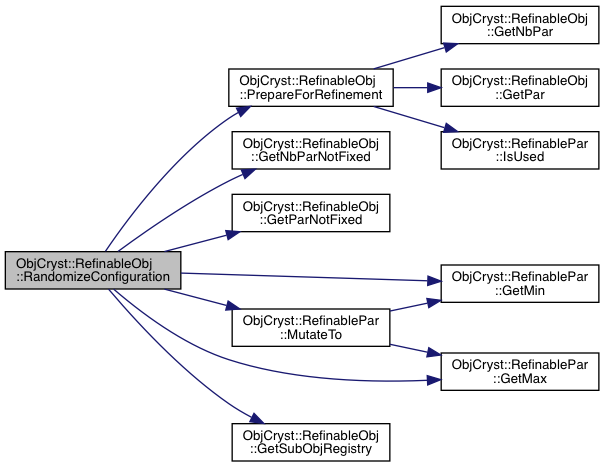 ObjCryst::RefinableObj
::RandomizeConfiguration
ObjCryst::RefinableObj
::PrepareForRefinement
ObjCryst::RefinableObj
::GetNbPar
ObjCryst::RefinableObj
::GetPar
ObjCryst::RefinablePar
::IsUsed
ObjCryst::RefinableObj
::GetNbParNotFixed
ObjCryst::RefinableObj
::GetParNotFixed
ObjCryst::RefinablePar
::GetMin
ObjCryst::RefinablePar
::MutateTo
ObjCryst::RefinablePar
::GetMax
ObjCryst::RefinableObj
::GetSubObjRegistry